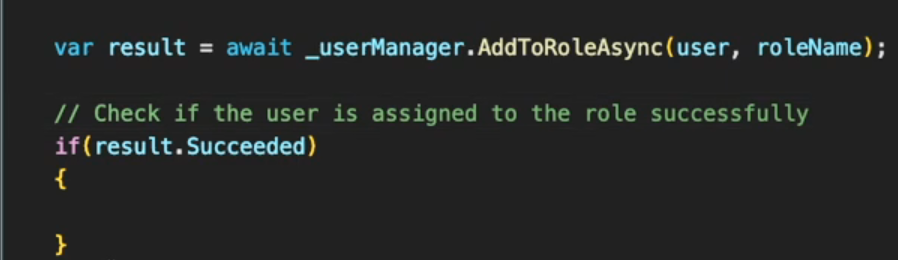 var result = await _userManager.AddToRoleAsync(user, roleName);
// Check if the user is assigned to the role successfully
if(result.Succeeded)
{
}